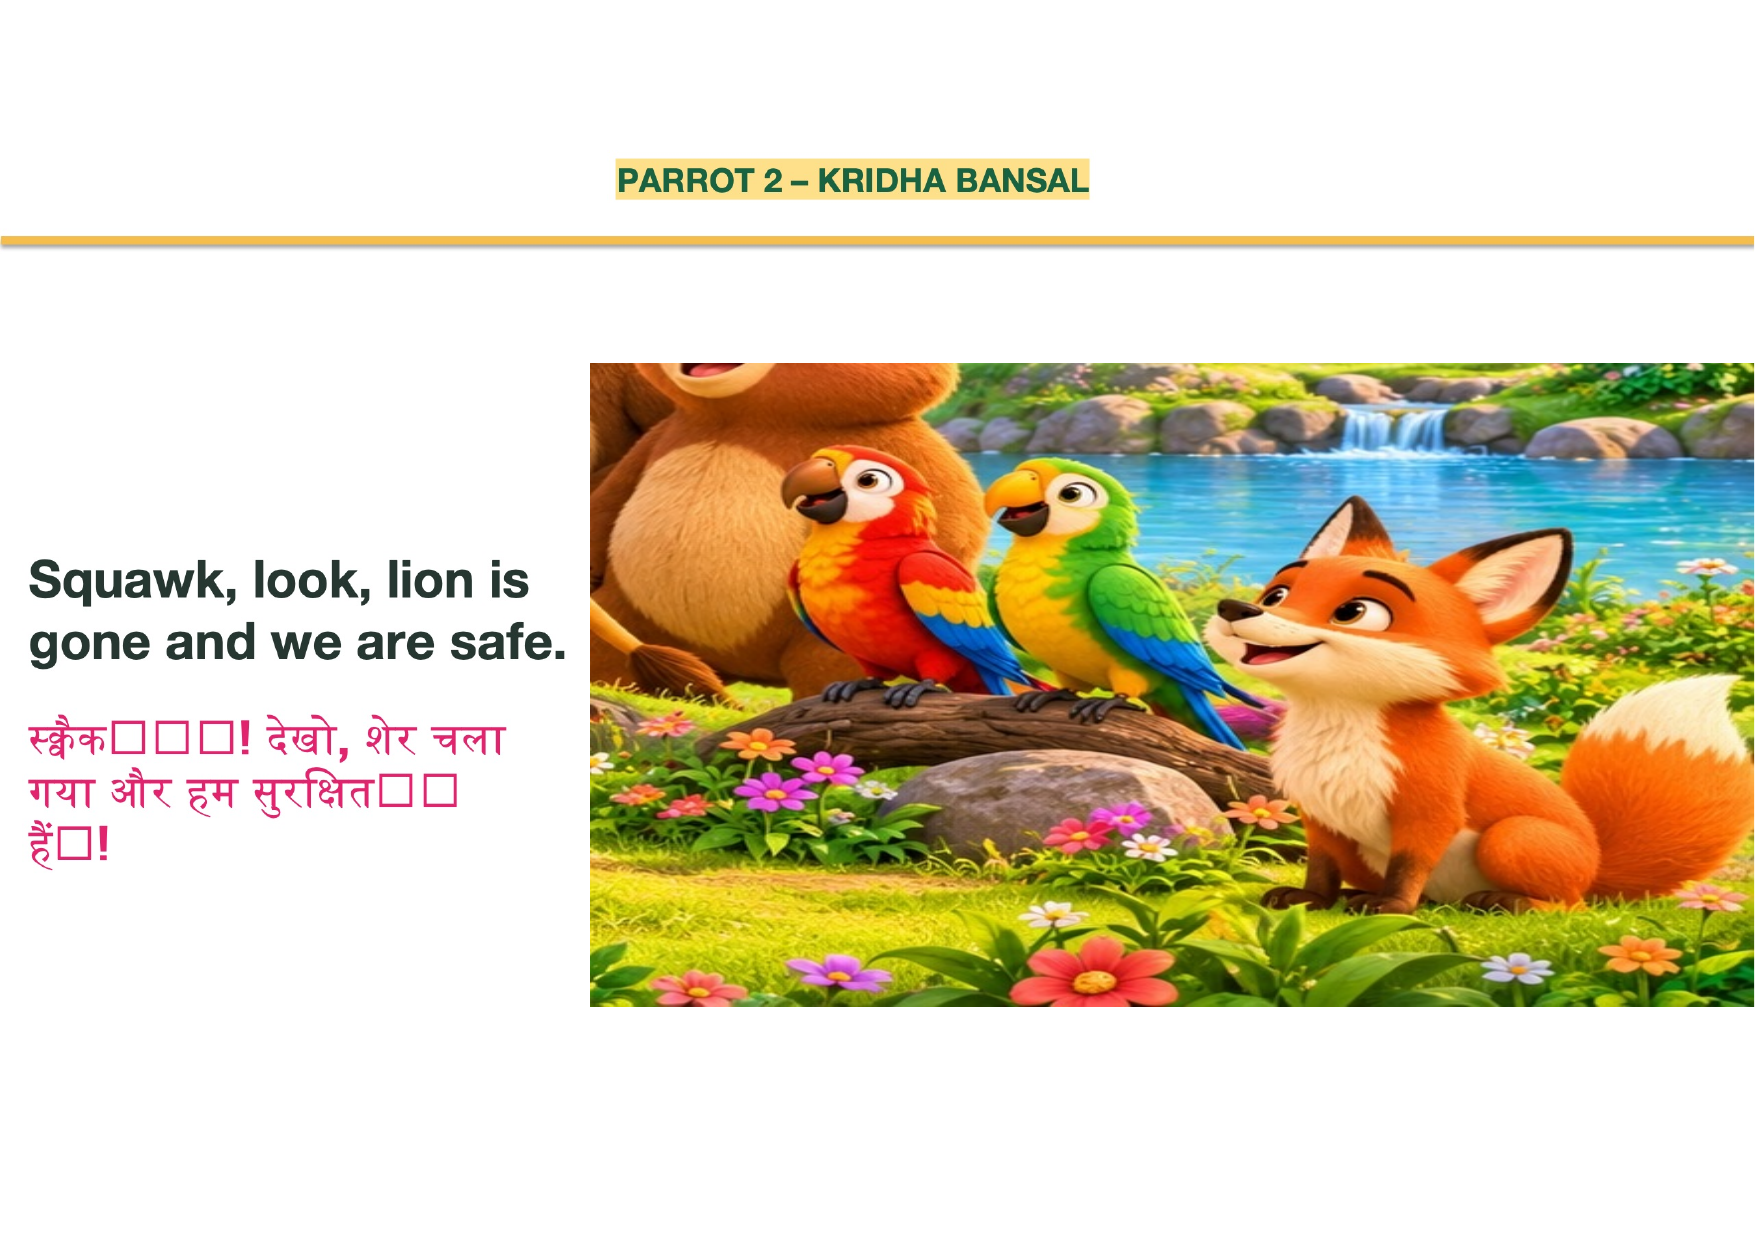 PARROT 2 – KRIDHA BANSAL
Squawk, look, lion is
gone and we are safe.
स्क्वैक□□□! देखो, शेर चला
गया और हम सुरक्षित□□
हैं□!